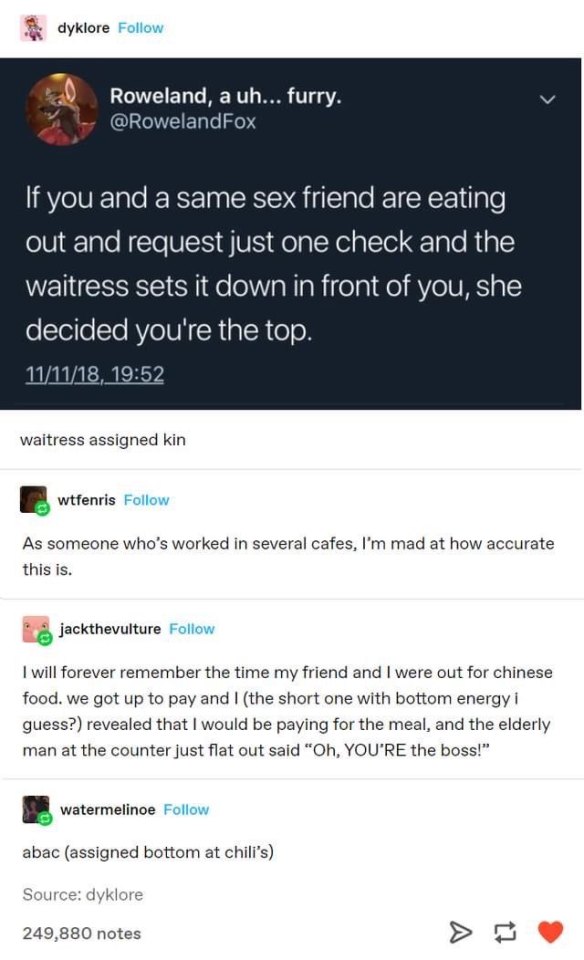 dyklore Follow
Roweland, a uh... furry.
@RowelandFox
If you and a same sex friend are eating
out and request just one check and the
waitress sets it down in front of you, she
decided you're the top.
11/11/18, 19:52
waitress assigned kin
wtfenris Follow
As someone who's worked in several cafes, I'm mad at how accurate
this is.
jackthevulture Follow
I will forever remember the time my friend and I were out for chinese
food. we got up to pay and I (the short one with bottom energy i
guess?) revealed that I would be paying for the meal, and the elderly
man at the counter just flat out said “Oh, YOU'RE the boss!”
watermelinoe Follow
abac (assigned bottom at chili's)
Source: dyklore
249,880 notes